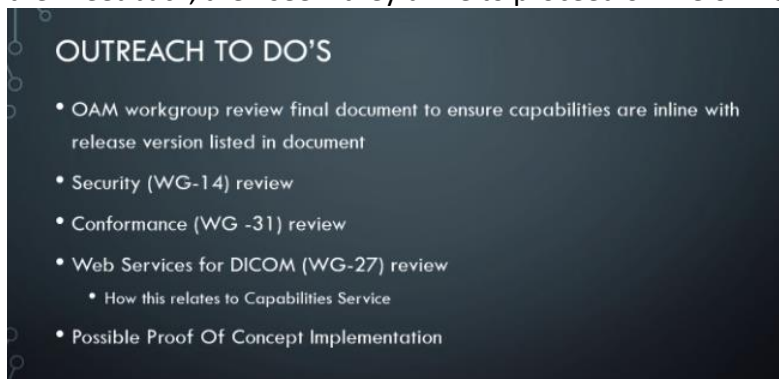 OUTREACH TO DO'S
• OAM workgroup review final document to ensure capabilities are inline with
release version listed in document
• Security (WG-14) review
• Conformance (WG -31) review
• Web Services for DICOM (WG-27) review
• How this relates to Capabilities Service
• Possible Proof Of Concept Implementation